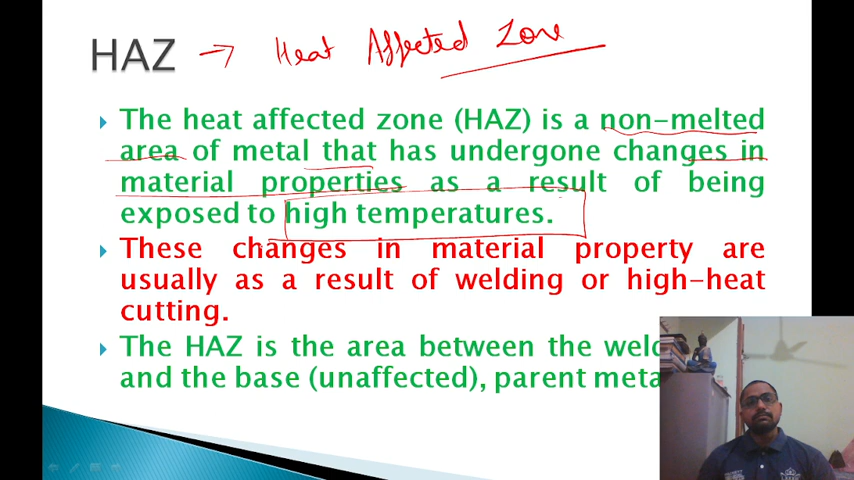 HAZ → Heat Affected Zone
The heat affected zone (HAZ) is a non-melted
area of metal that has undergone changes in
material properties as a result of being
exposed to high temperatures.
These changes in material property are
usually as a result of welding or high-heat
cutting.
The HAZ is the area between the weld
and the base (unaffected), parent meta